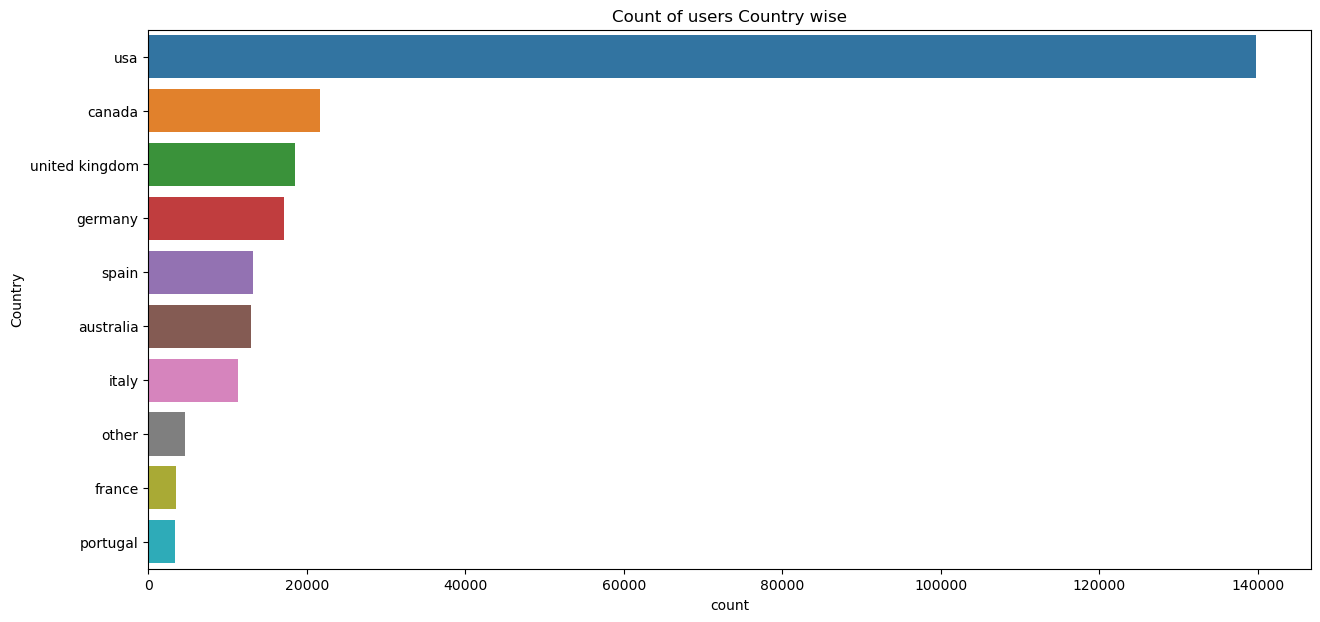 Count of users Country wise
Country
usa
canada
united kingdom
germany
spain
australia
italy
other
france
portugal
0 20000 40000 60000 80000 100000 120000 140000
count